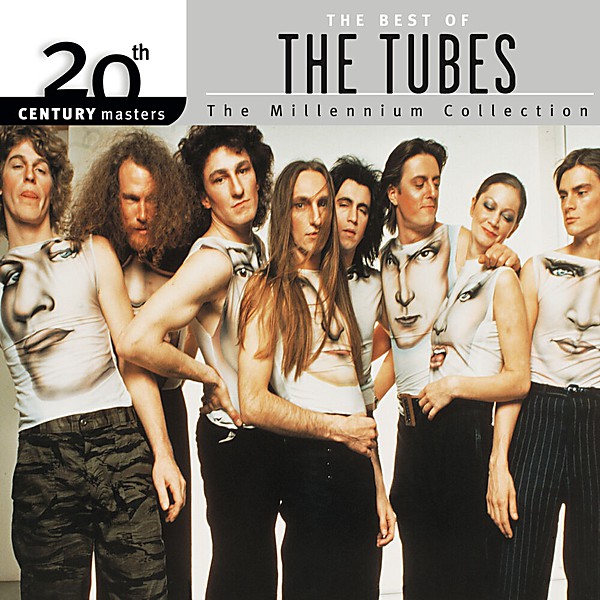 20th
CENTURY masters
THE BEST OF
THE TUBES
The Millennium Collection